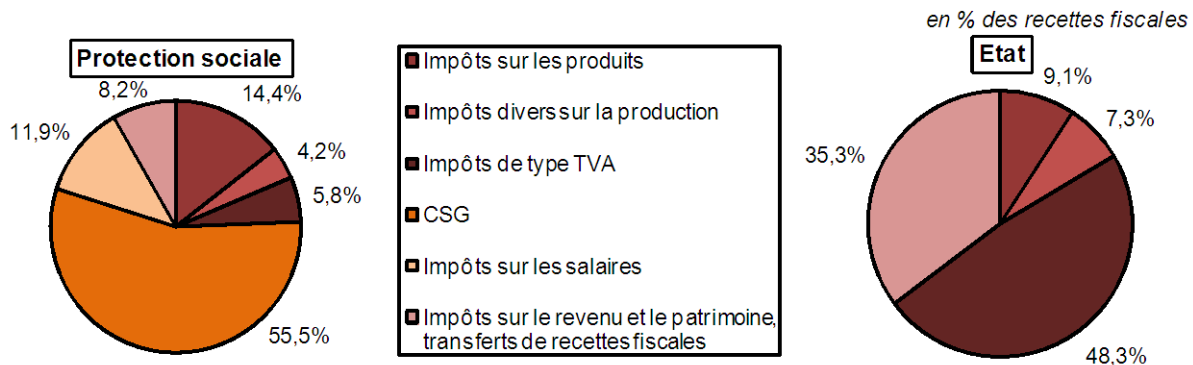 en % des recettes fiscales
Protection sociale
8,2%
14,4%
11,9%
4,2%
5,8%
55,5%
Impôts sur les produits
Impôts divers sur la production
Impôts de type TVA
CSG
Impôts sur les salaires
Impôts sur le revenu et le patrimoine,
transferts de recettes fiscales
Etat
9,1%
7,3%
35,3%
48,3%